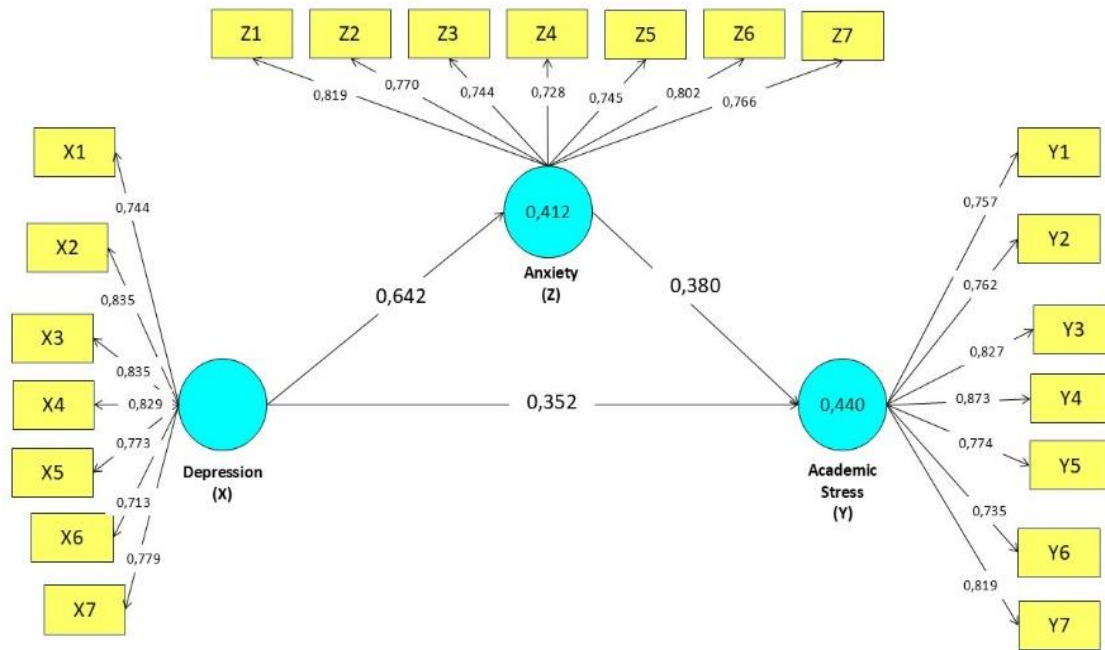 Z1
Z2
Z3
Z4
Z5
Z6
Z7
0,819
0,770
0,744
0,728
0,745
0,802
0,766
X1
X2
X3
X4
X5
X6
X7
0,744
0,835
0,835
0,829
0,773
0,713
0,779
0,412
Anxiety
(Z)
0,642
0,380
0,352
Depression
(X)
0,440
Academic
Stress
(Y)
0,757
0,762
0,827
0,873
0,774
0,735
0,819
Y1
Y2
Y3
Y4
Y5
Y6
Y7